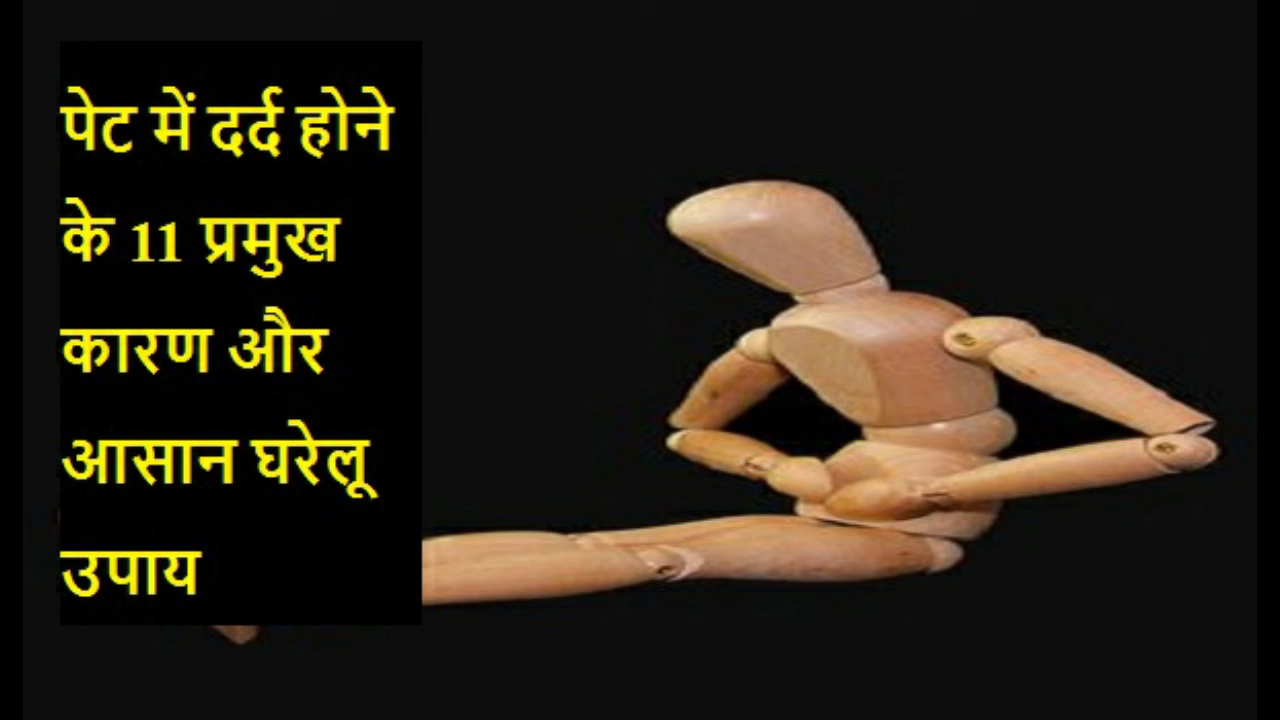 पेट में दर्द होने
के 11 प्रमुख
कारण और
आसान घरेलू
उपाय